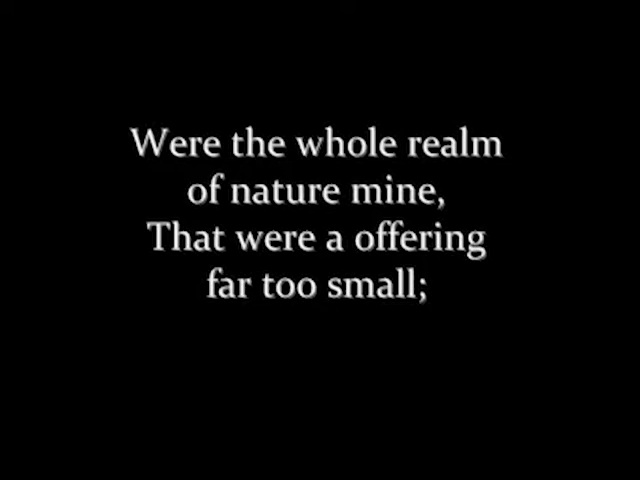 Were the whole realm
of nature mine,
That were a offering
far too small;